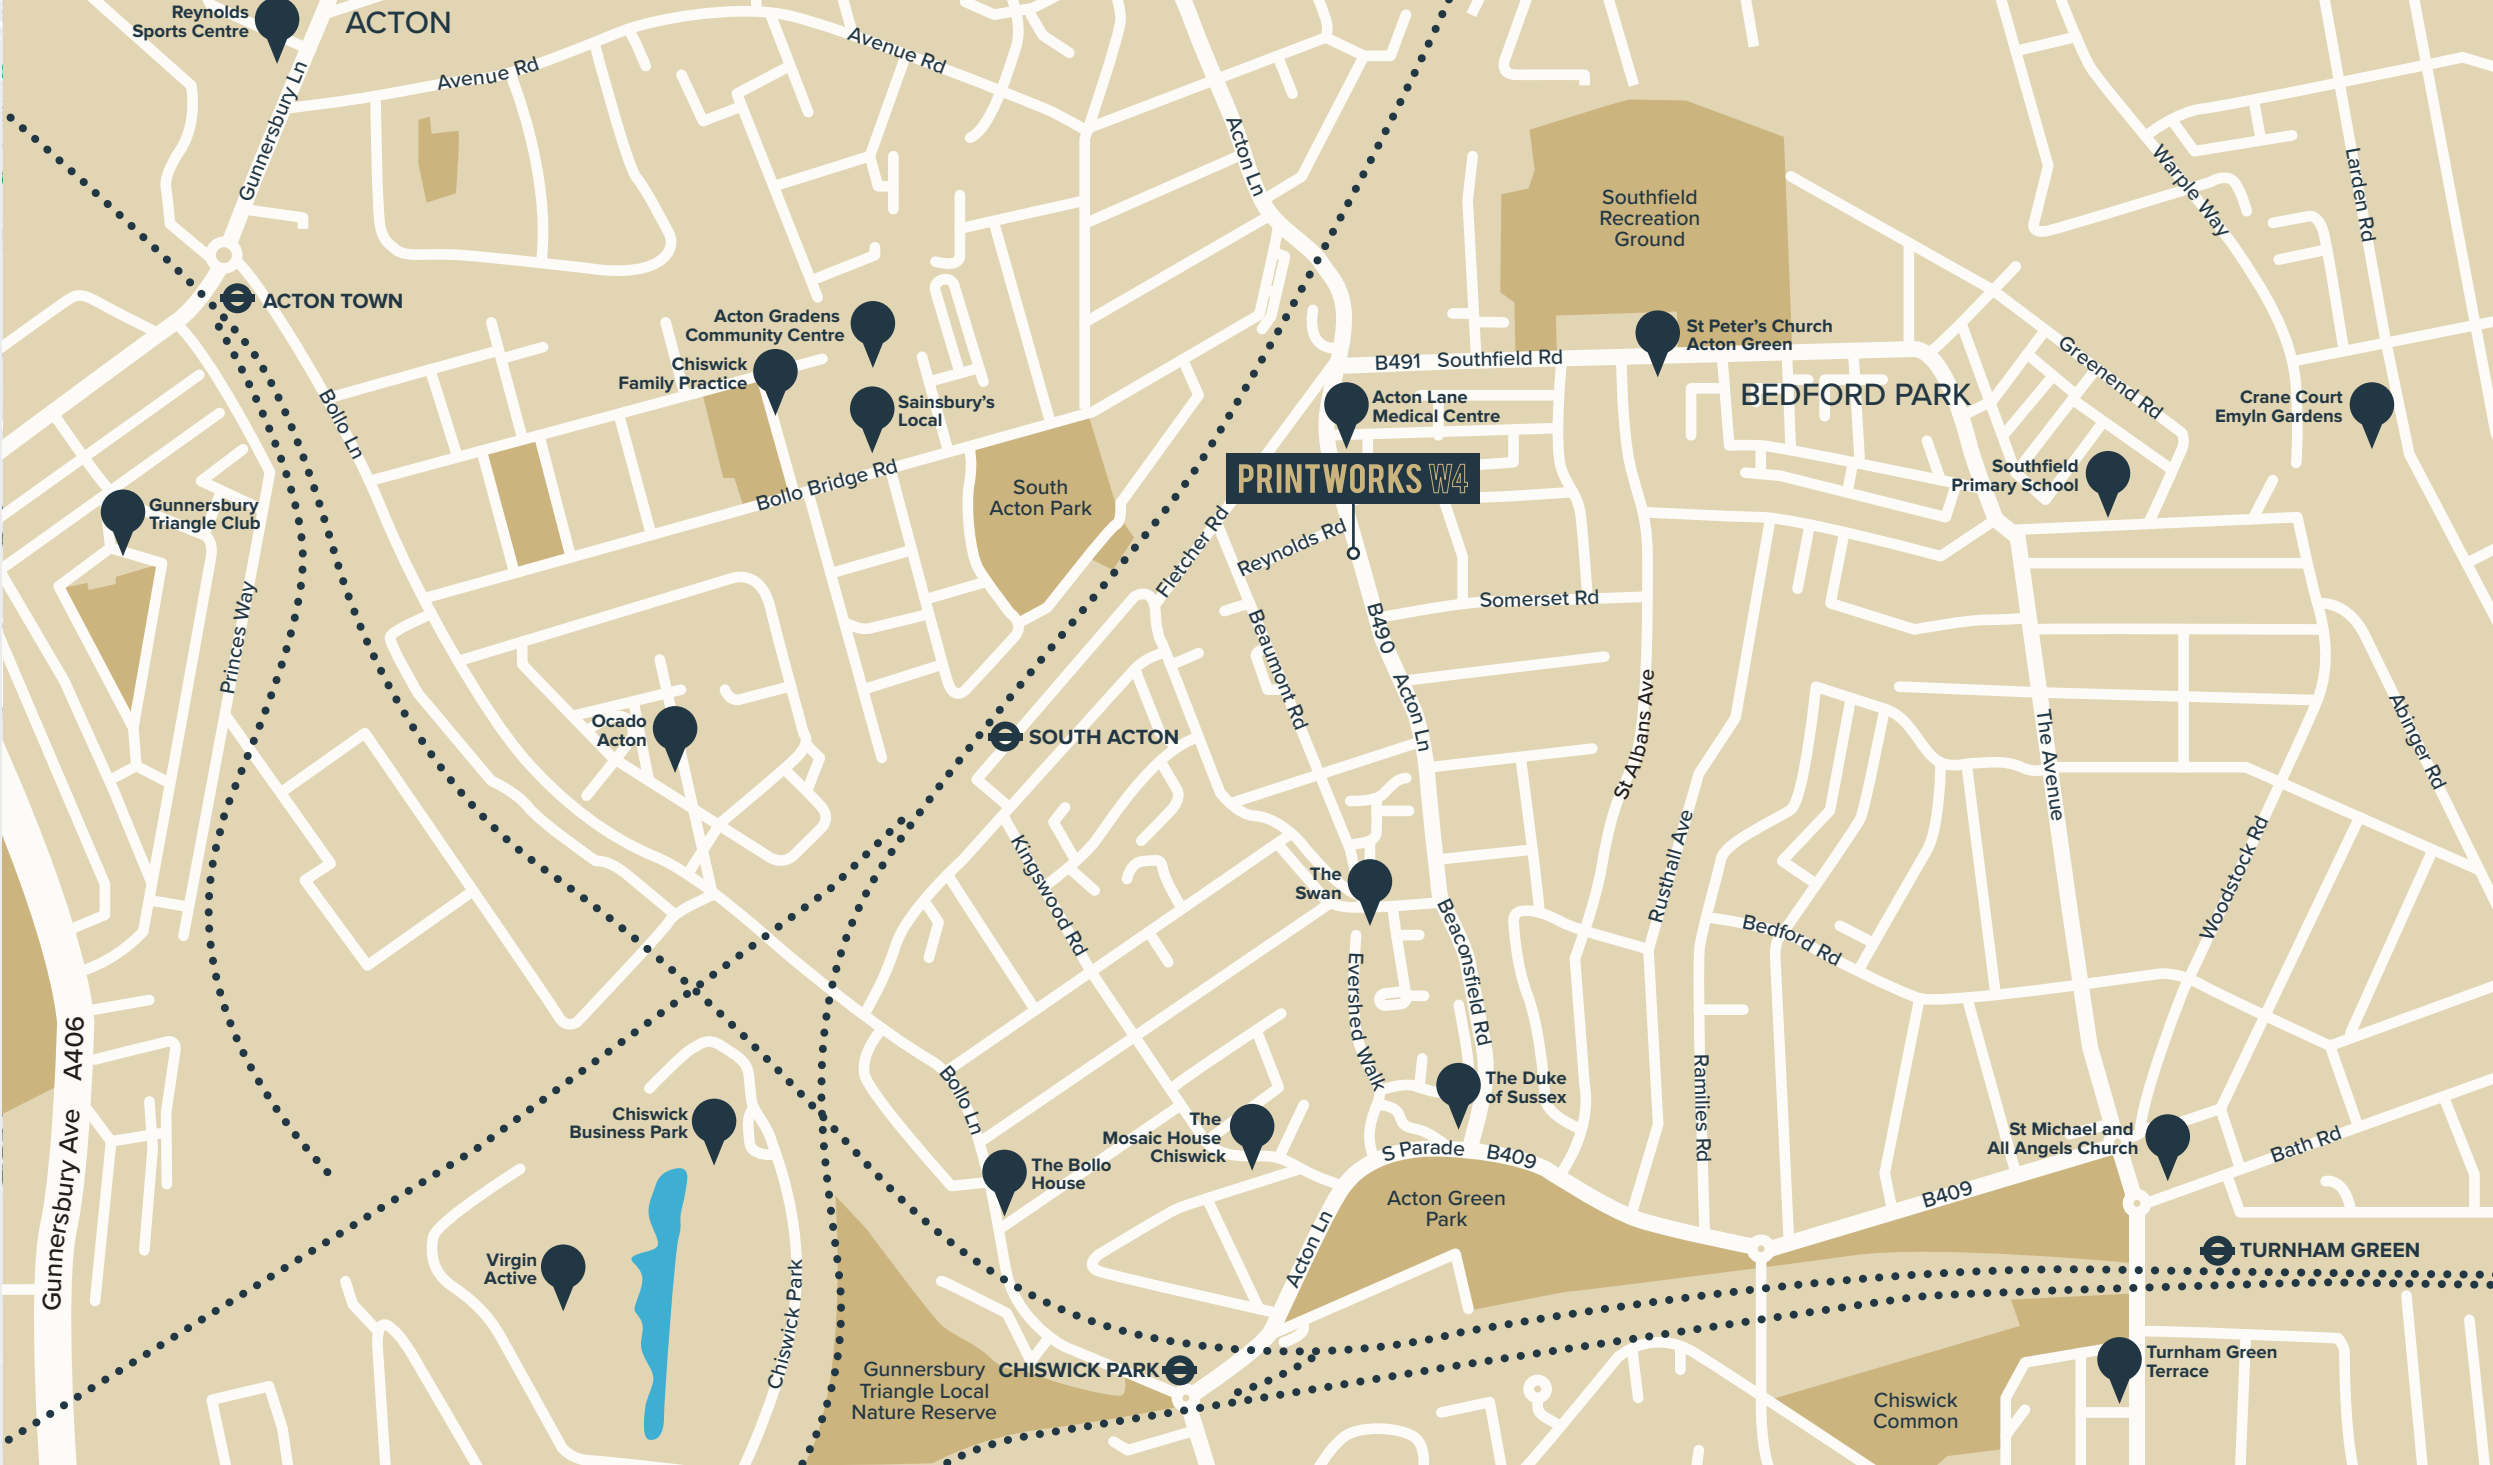 Reynolds
Sports Centre
ACTON
Avenue Rd
Avenue Rd
Gunnersbury Ln
Acton Ln
Southfield
Recreation
Ground
Warple Way
Larden Rd
ACTON TOWN
Acton Gradens
Community Centre
Chiswick
Family Practice
Sainsbury's
Local
St Peter's Church
Acton Green
B491 Southfield Rd
BEDFORD PARK
Greenend Rd
Crane Court
Emyln Gardens
Acton Lane
Medical Centre
Bollo Ln
Bollo Bridge Rd
South
Acton Park
PRINTWORKS W4
Southfield
Primary School
Gunnersbury
Triangle Club
Fletcher Rd
Reynolds Rd
Princes Way
Beaumont Rd
B490
Somerset Rd
Acton Ln
St Albans Ave
The Avenue
Abinger Rd
Ocado
Acton
SOUTH ACTON
Kingswood Rd
The
Swan
Rusthall Ave
Bedford Rd
Woodstock Rd
Beaconsfield Rd
Evershed Walk
A406
Gunnersbury Ave
Bollo Ln
Chiswick
Business Park
The
Mosaic House
Chiswick
The Duke
of Sussex
Ramilies Rd
St Michael and
All Angels Church
Bath Rd
The Bollo
House
S Parade
B409
B409
Acton Green
Park
Acton Ln
Virgin
Active
Chiswick Park
TURNHAM GREEN
Gunnersbury
Triangle Local
Nature Reserve
CHISWICK PARK
Turnham Green
Terrace
Chiswick
Common